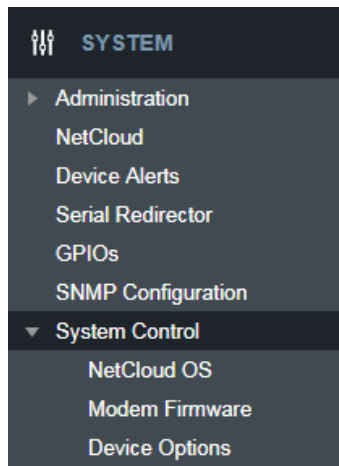 SYSTEM
Administration
NetCloud
Device Alerts
Serial Redirector
GPIOs
SNMP Configuration
System Control
NetCloud OS
Modem Firmware
Device Options